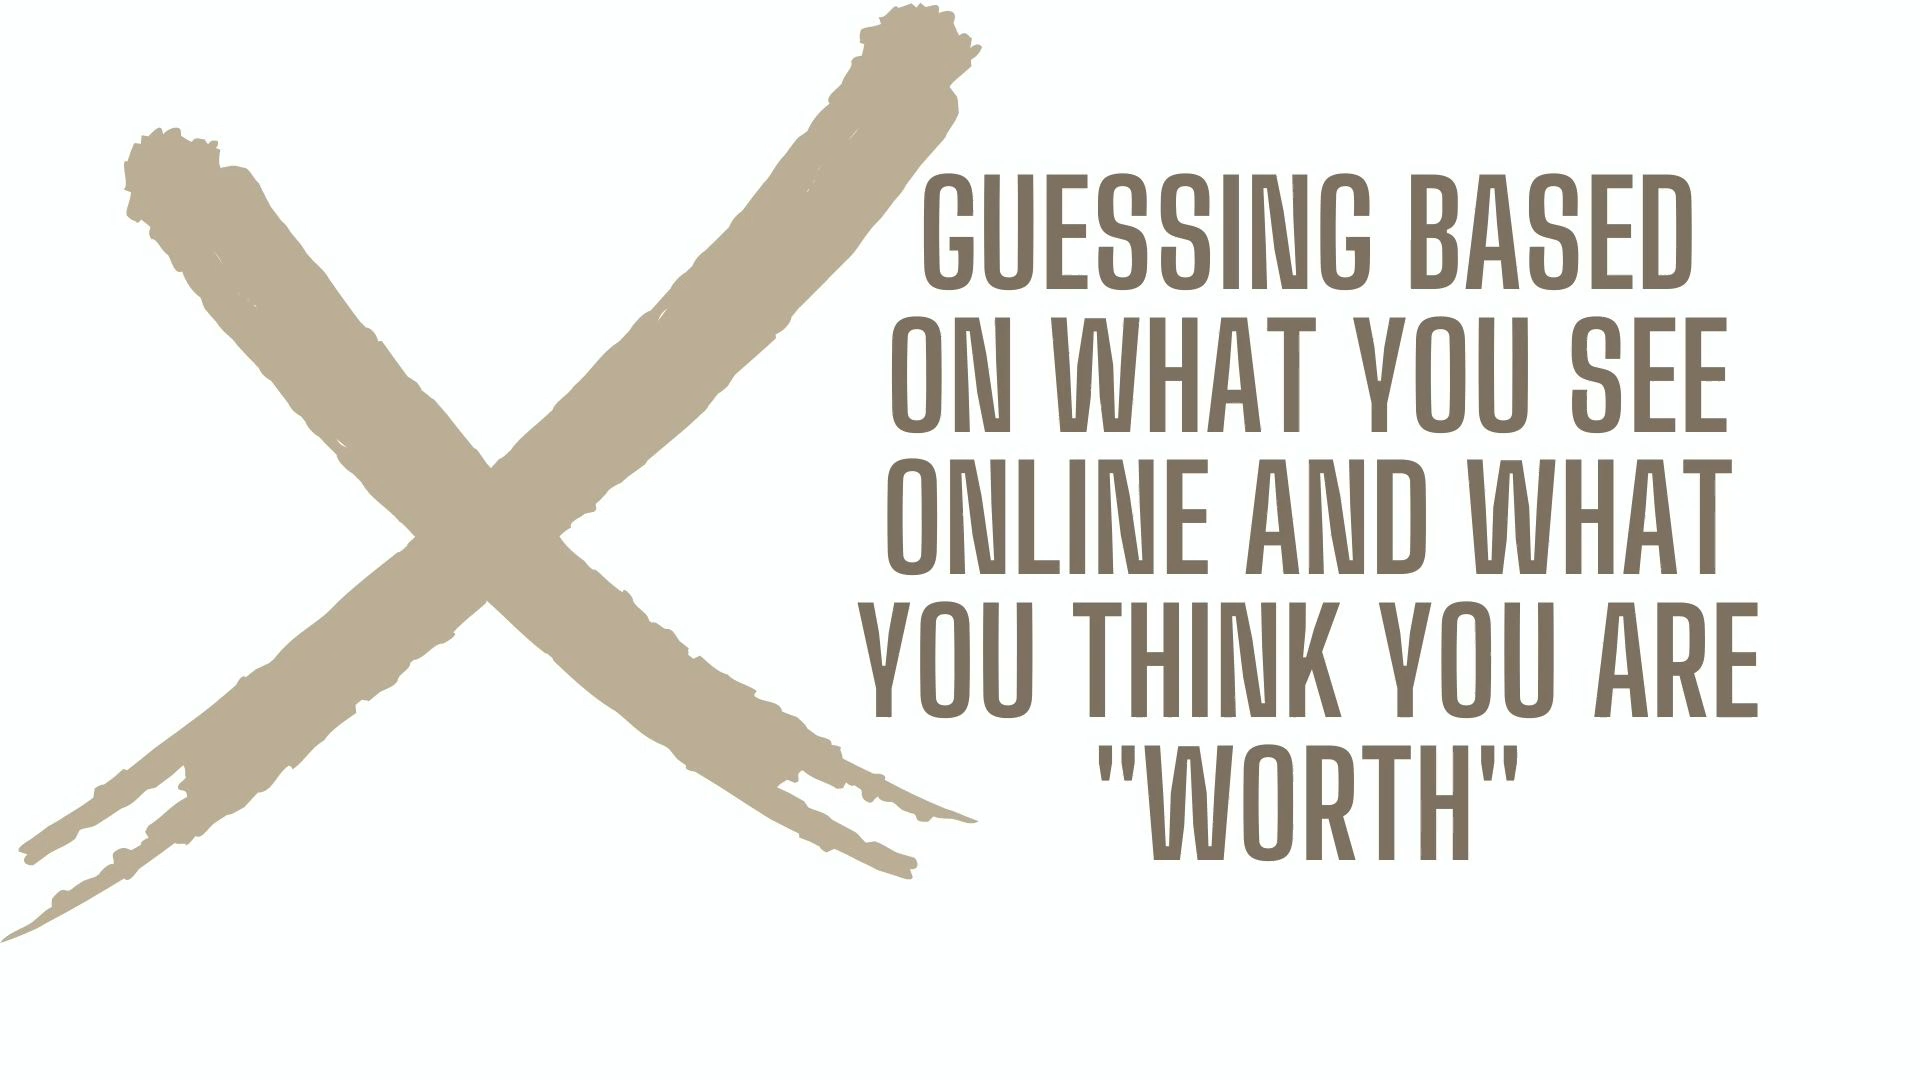 GUESSING BASED
ON WHAT YOU SEE
ONLINE AND WHAT
YOU THINK YOU ARE
"WORTH"